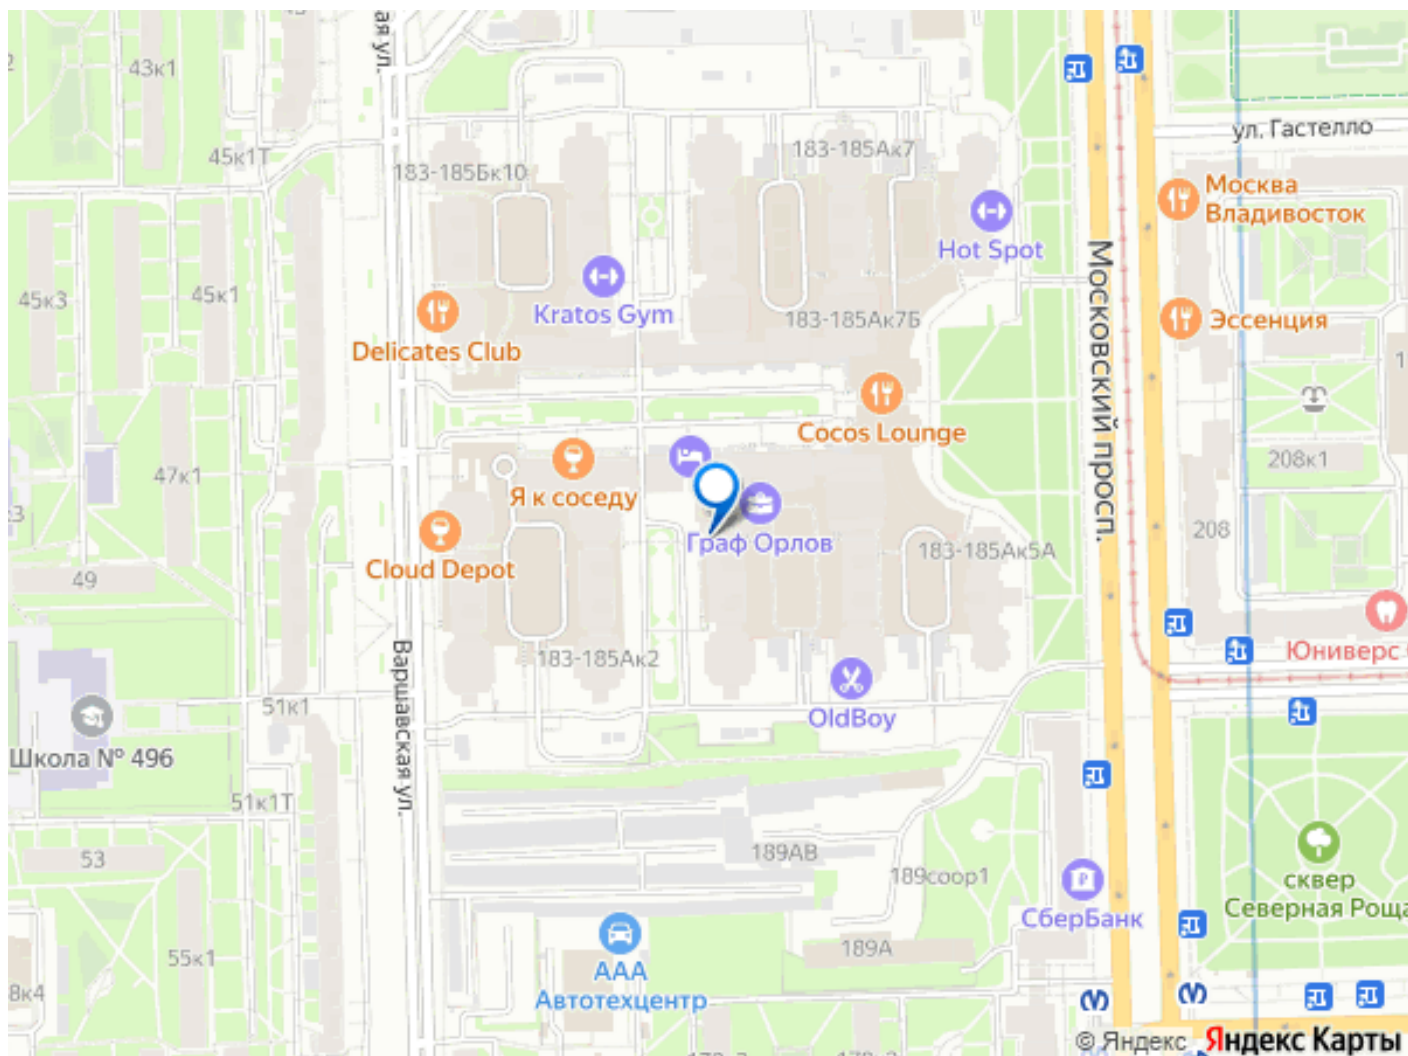 ая ул.
43к1
45к1Т
183-185Бк10
183-185Ак7
ул. Гастелло
Москва
Владивосток
Hot Spot
45к3
45к1
Kratos Gym
183-185Ак7Б
Московский просп.
Эссенция
Delicates Club
Cocos Lounge
208к1
47к1
Я к соседу
208
Граф Орлов
183-185Ак5А
49
Cloud Depot
Варшавская ул.
183-185Ак2
Юниверс
51к1
OldBoy
Школа № 496
51к1Т
53
189АВ
189соор1
сквер
Северная Роща
СберБанк
55к1
189А
8к4
ААА
Автотехцентр
© Яндекс Яндекс Карты